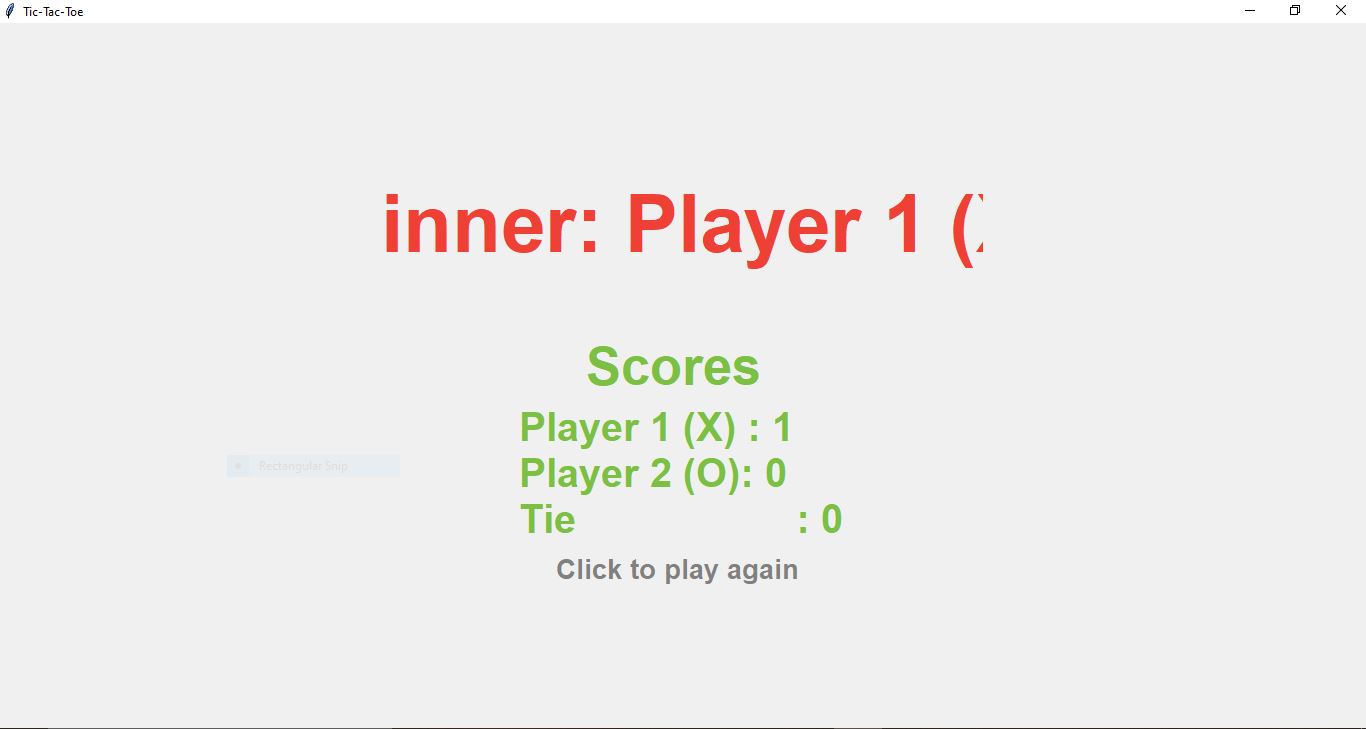 Tic-Tac-Toe
inner: Player 1 (
Scores
Player 1 (X) : 1
Player 2 (O): 0
Tie : 0
Rectangular Snip
Click to play again